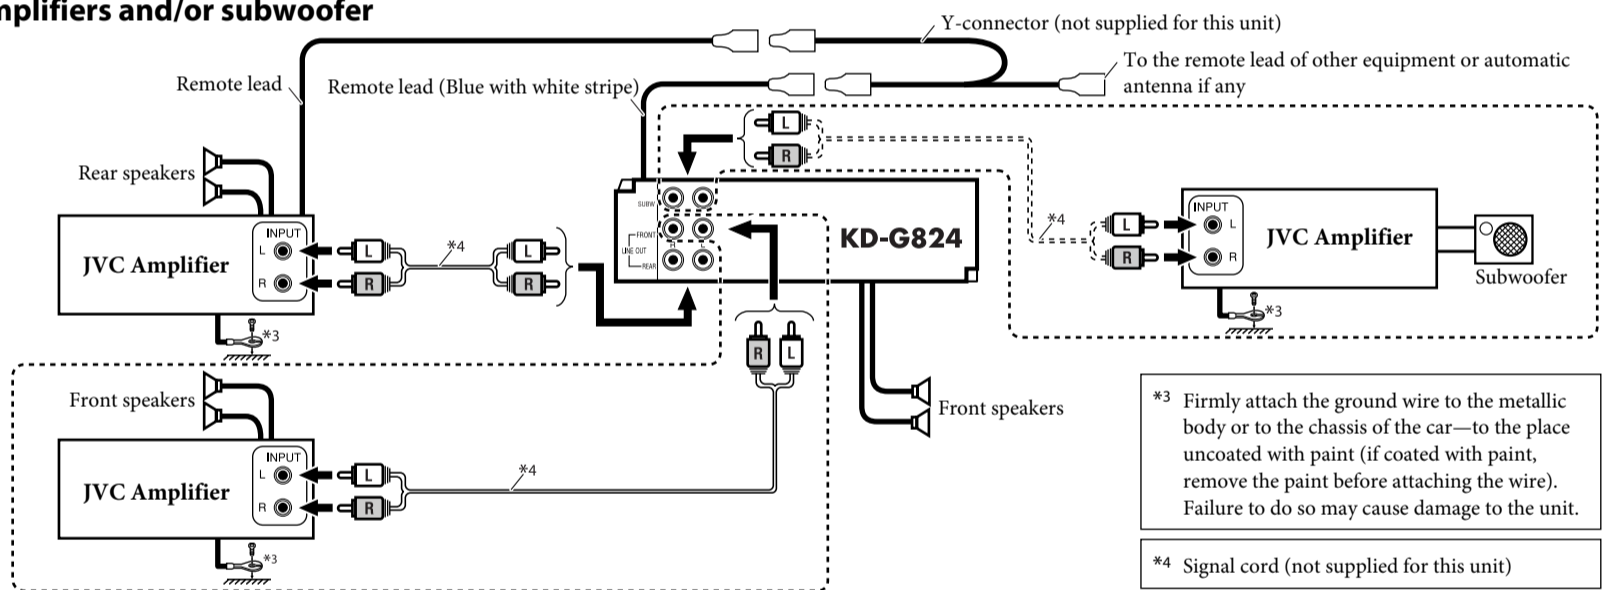 mplifiers and/or subwoofer
Y-connector (not supplied for this unit)
To the remote lead of other equipment or automatic
antenna if any
Remote lead
Remote lead (Blue with white stripe)
L
R
Rear speakers
SUBW
FRONT
LINE OUT
REAR
R L
KD-G824
INPUT
L
R
JVC Amplifier
L
R
*4
L
R
*3
*4
L
R
INPUT
L
R
JVC Amplifier
Subwoofer
*3
R L
Front speakers
Front speakers
INPUT
L
R
JVC Amplifier
L
R
*4
*3
*3 Firmly attach the ground wire to the metallic
body or to the chassis of the car—to the place
uncoated with paint (if coated with paint,
remove the paint before attaching the wire).
Failure to do so may cause damage to the unit.
*4 Signal cord (not supplied for this unit)